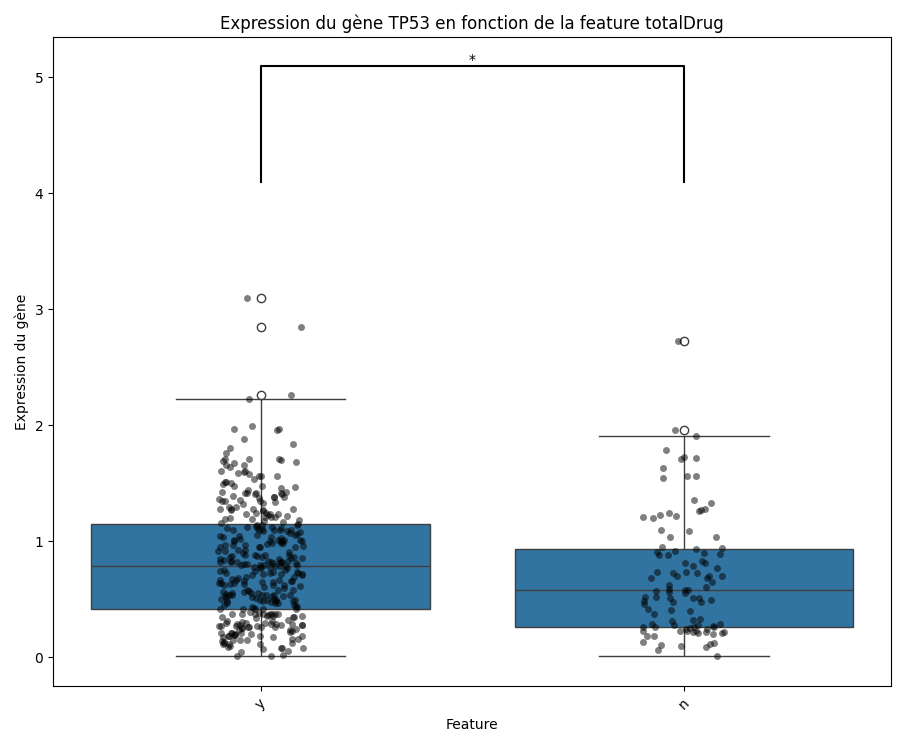 Expression du gène TP53 en fonction de la feature totalDrug
*
5
4
3
2
1
0
Expression du gène
y
n
Feature